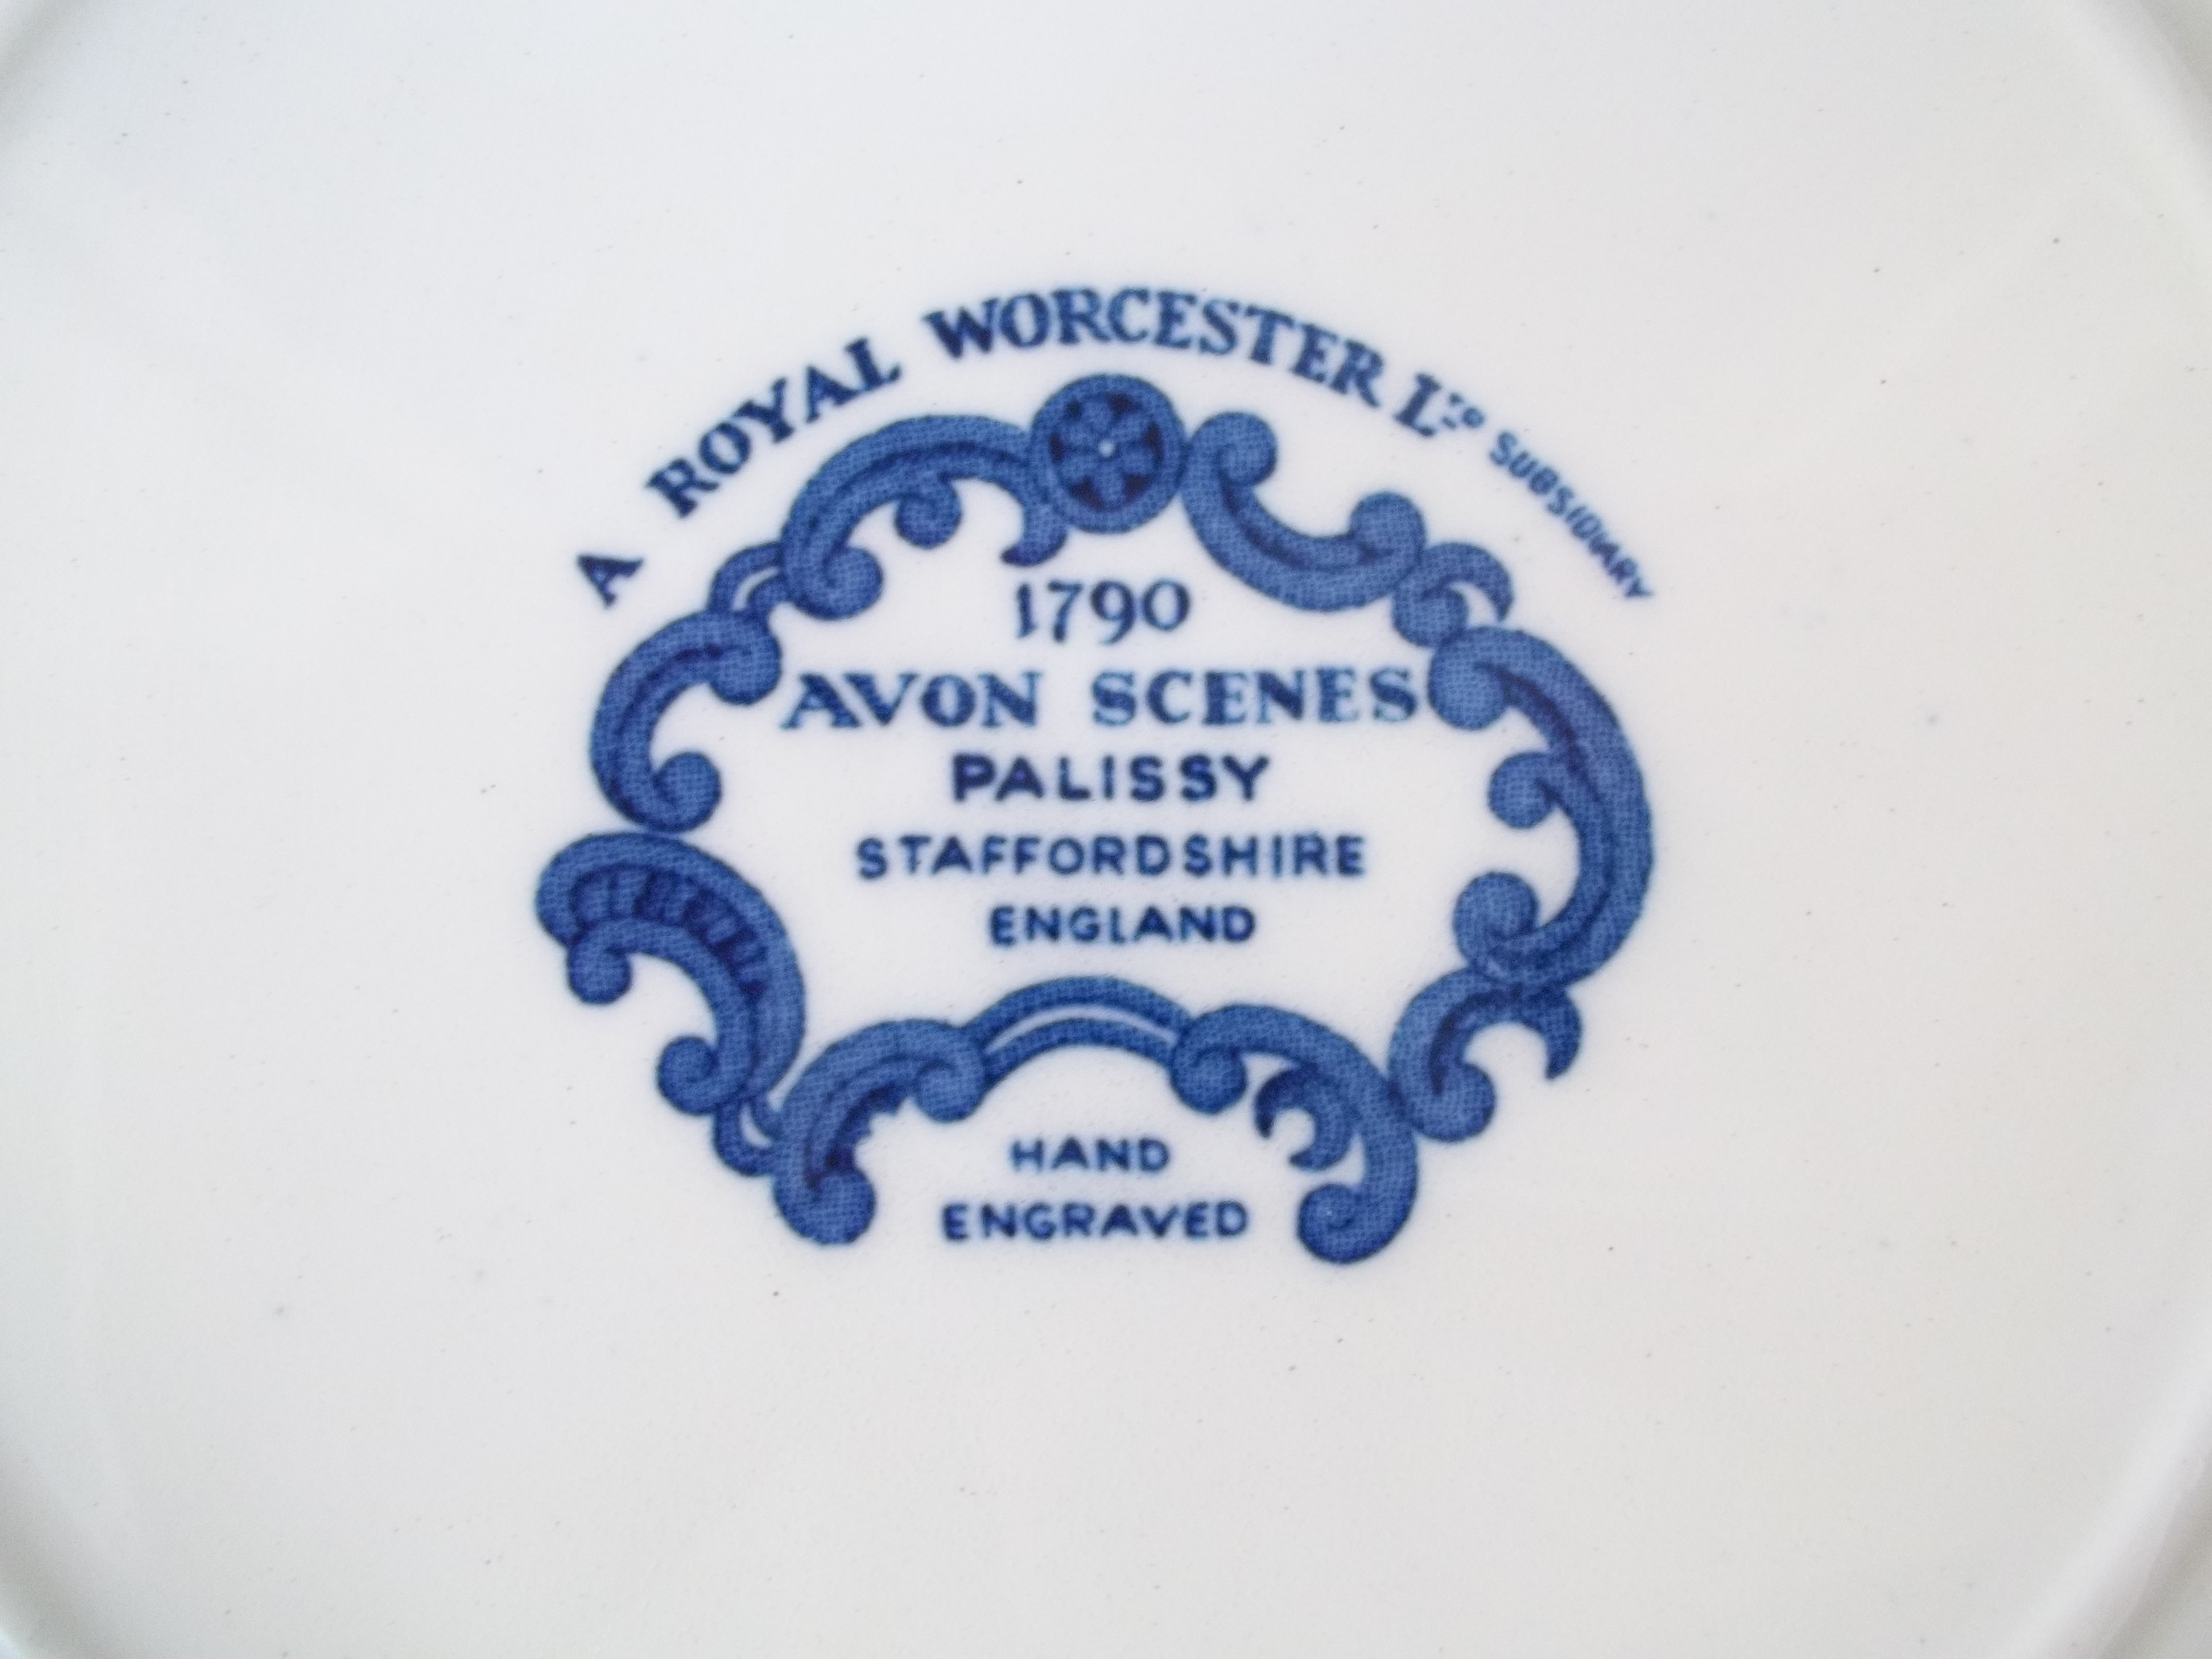 A ROYAL WORCESTER LTD SUBSIDIARY
1790
AVON SCENES
PALISSY
STAFFORDSHIRE
ENGLAND
HAND
ENGRAVED